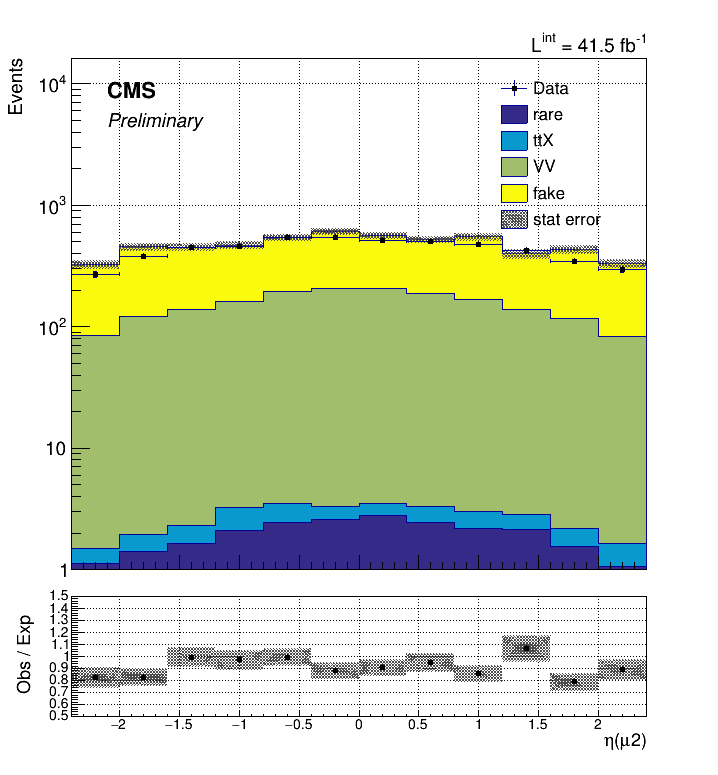 L^int = 41.5 fb^-1
Events
CMS
Preliminary
Data
rare
ttX
VV
fake
stat error
10^4
10^3
10^2
10
1
Obs / Exp
1.5
1.4
1.3
1.2
1.1
1
0.9
0.8
0.7
0.6
0.5
−2 −1.5 −1 −0.5 0 0.5 1 1.5 2
η(μ2)